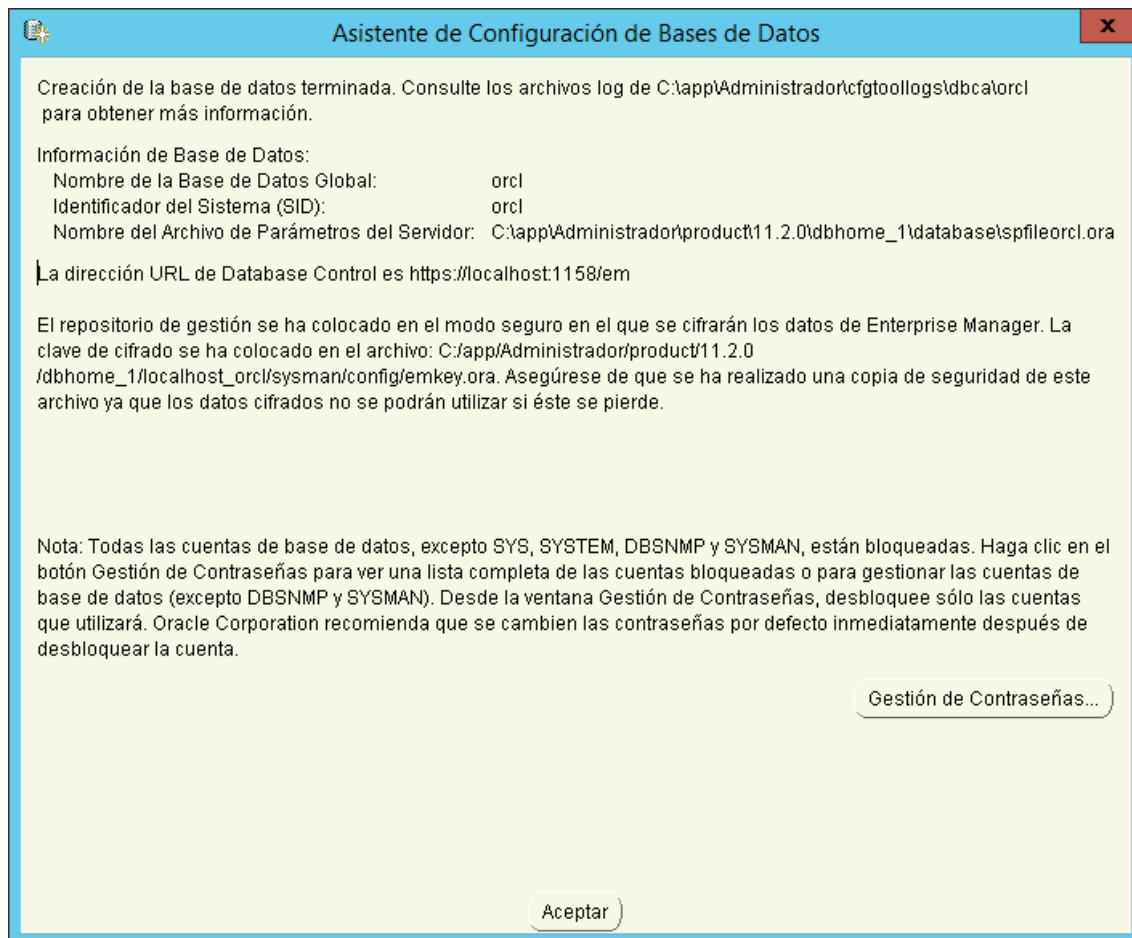 Asistente de Configuración de Bases de Datos
x
Creación de la base de datos terminada. Consulte los archivos log de C:\app\Administrador\cfgtoollogs\dbca\orcl
para obtener más información.
Información de Base de Datos:
Nombre de la Base de Datos Global: orcl
Identificador del Sistema (SID): orcl
Nombre del Archivo de Parámetros del Servidor: C:\app\Administrador\product\11.2.0\dbhome_1\database\spfileorcl.ora
La dirección URL de Database Control es https://localhost:1158/em
El repositorio de gestión se ha colocado en el modo seguro en el que se cifrarán los datos de Enterprise Manager. La
clave de cifrado se ha colocado en el archivo: C:/app/Administrador/product/11.2.0
/dbhome_1/localhost_orcl/sysman/config/emkey.ora. Asegúrese de que se ha realizado una copia de seguridad de este
archivo ya que los datos cifrados no se podrán utilizar si éste se pierde.
Nota: Todas las cuentas de base de datos, excepto SYS, SYSTEM, DBSNMP y SYSMAN, están bloqueadas. Haga clic en el
botón Gestión de Contraseñas para ver una lista completa de las cuentas bloqueadas o para gestionar las cuentas de
base de datos (excepto DBSNMP y SYSMAN). Desde la ventana Gestión de Contraseñas, desbloquee sólo las cuentas
que utilizará. Oracle Corporation recomienda que se cambien las contraseñas por defecto inmediatamente después de
desbloquear la cuenta.
Gestión de Contraseñas...
Aceptar